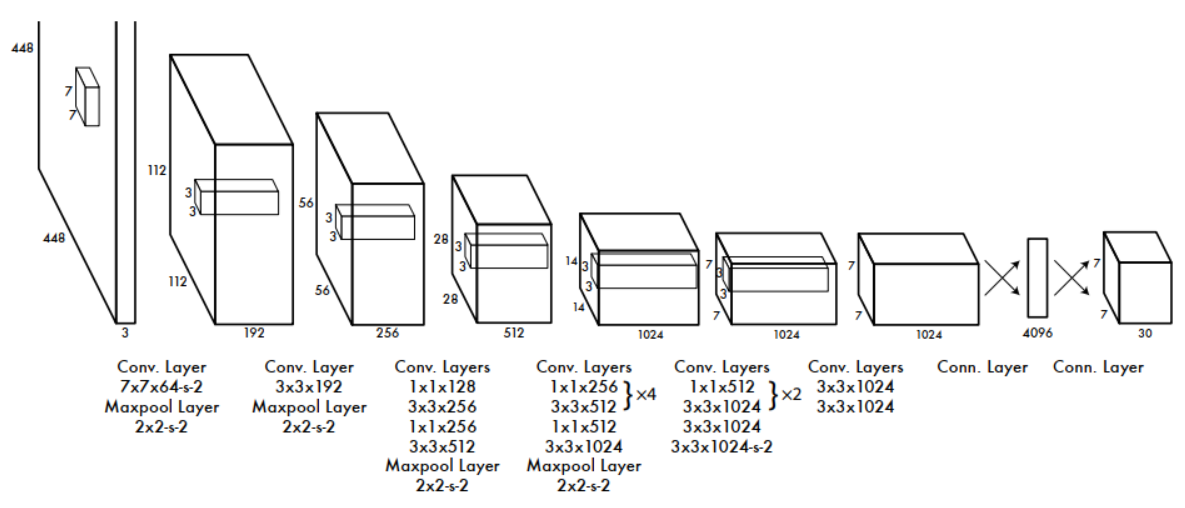 448
7
7
448
3
112
3
3
112
192
56
3
3
56
256
28
3
3
28
512
14
3
3
14
1024
7
3
3
7
1024
7
7
1024
4096
7
7
30
Conv. Layer
7x7x64-s-2
Maxpool Layer
2x2-s-2
Conv. Layer
3x3x192
Maxpool Layer
2x2-s-2
Conv. Layers
1x1x128
3x3x256
1x1x256
3x3x512
Maxpool Layer
2x2-s-2
Conv. Layers
1x1x256
3x3x512 } ×4
1x1x512
3x3x1024
Maxpool Layer
2x2-s-2
Conv. Layers
1x1x512
3x3x1024 } ×2
3x3x1024
3x3x1024-s-2
Conv. Layers
3x3x1024
3x3x1024
Conn. Layer
Conn. Layer